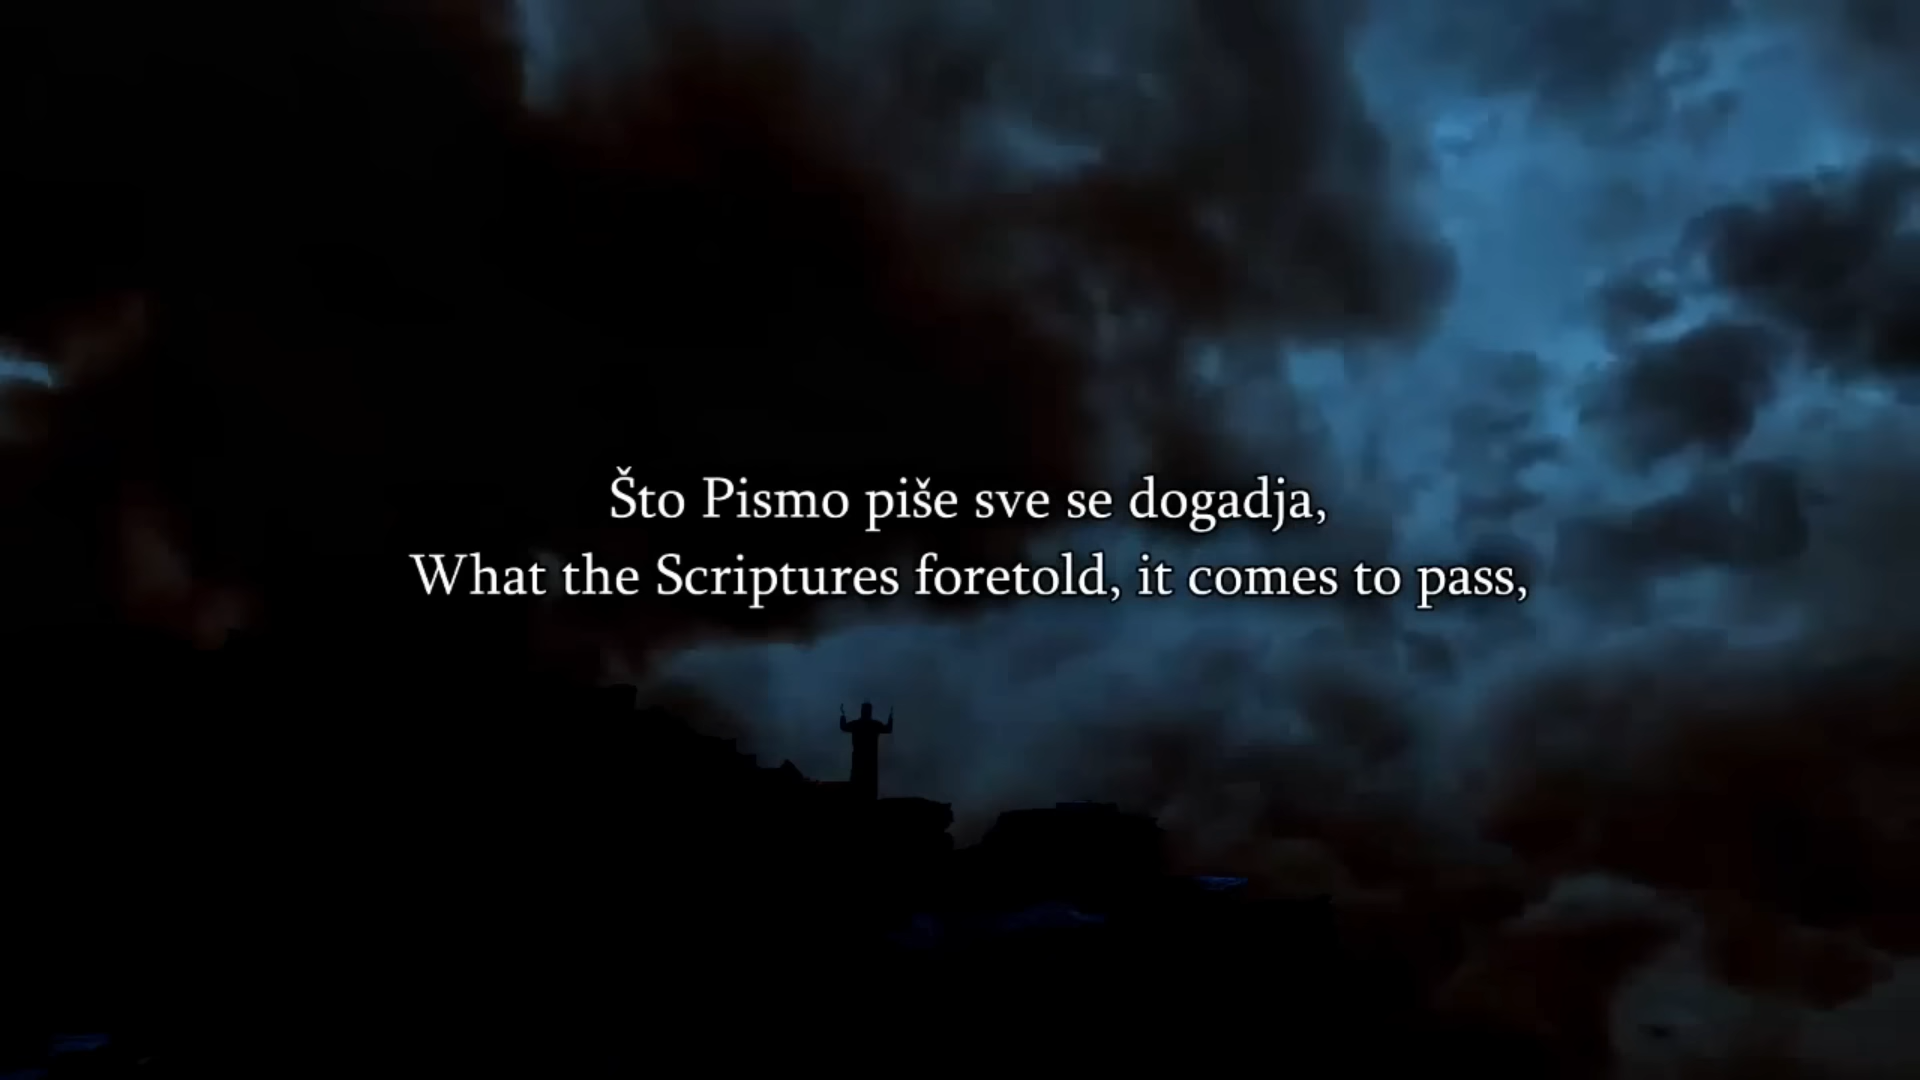 Što Pismo piše sve se dogadja,
What the Scriptures foretold, it comes to pass,